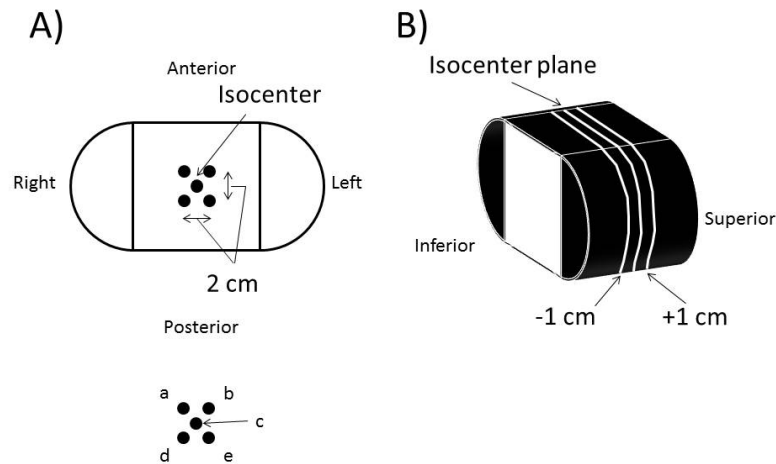 A)
Anterior
Isocenter
Right
Left
2 cm
Posterior
a
b
c
d
e
B)
Isocenter plane
Inferior
Superior
-1 cm
+1 cm